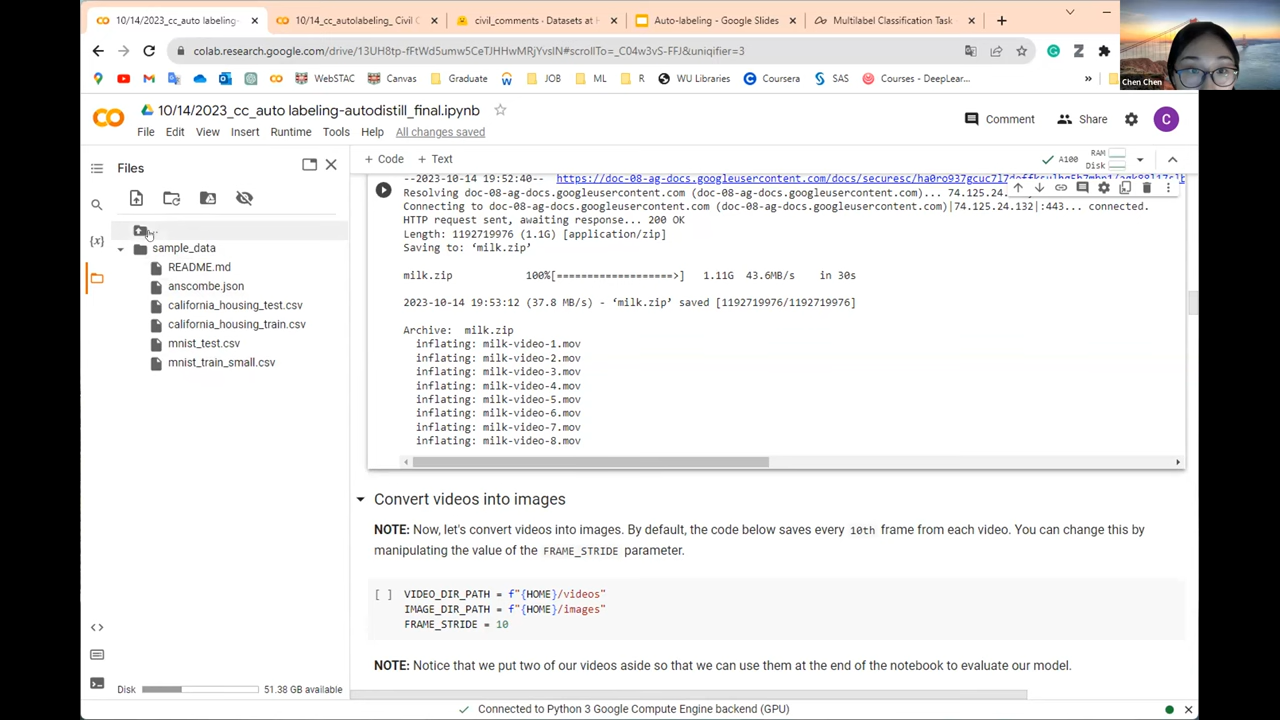 10/14/2023_cc_auto labeling-
10/14_cc_autolabeling_ Civil C
civil_comments · Datasets at H
Auto-labeling - Google Slides
Multilabel Classification Task
colab.research.google.com/drive/13UH8tp-fFtWd5umw5CeTJHHwMRjYvslN#scrollTo=_C04w3vS-FFJ&uniqifier=3
Chen Chen
WebSTAC
Canvas
Graduate
JOB
ML
R
WU Libraries
Coursera
SAS
Courses - DeepLear...
10/14/2023_cc_auto labeling-autodistill_final.ipynb
Comment
Share
C
File Edit View Insert Runtime Tools Help All changes saved
Files
+ Code + Text
RAM
Disk
A100
..
sample_data
README.md
anscombe.json
california_housing_test.csv
california_housing_train.csv
mnist_test.csv
mnist_train_small.csv
Disk
51.38 GB available
Resolving doc-08-ag-docs.googleusercontent.com (doc-08-ag-docs.googleusercontent.com)... 74.125.24.
Connecting to doc-08-ag-docs.googleusercontent.com (doc-08-ag-docs.googleusercontent.com)|74.125.24.132|:443... connected.
HTTP request sent, awaiting response... 200 OK
Length: 1192719976 (1.1G) [application/zip]
Saving to: ‘milk.zip’
milk.zip 100%[===================>] 1.11G 43.6MB/s in 30s
2023-10-14 19:53:12 (37.8 MB/s) - ‘milk.zip’ saved [1192719976/1192719976]
Archive: milk.zip
inflating: milk-video-1.mov
inflating: milk-video-2.mov
inflating: milk-video-3.mov
inflating: milk-video-4.mov
inflating: milk-video-5.mov
inflating: milk-video-6.mov
inflating: milk-video-7.mov
inflating: milk-video-8.mov
Convert videos into images
NOTE: Now, let's convert videos into images. By default, the code below saves every 10th frame from each video. You can change this by
manipulating the value of the FRAME_STRIDE parameter.
[ ] VIDEO_DIR_PATH = f"{HOME}/videos"
IMAGE_DIR_PATH = f"{HOME}/images"
FRAME_STRIDE = 10
NOTE: Notice that we put two of our videos aside so that we can use them at the end of the notebook to evaluate our model.
Connected to Python 3 Google Compute Engine backend (GPU)